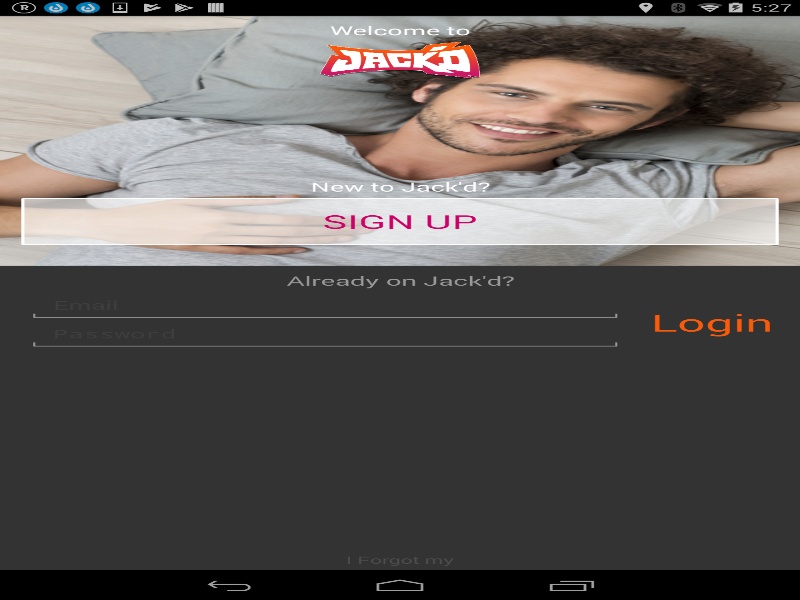 5:27
Welcome to
JACK'D
New to Jack'd?
SIGN UP
Already on Jack'd?
Email
Login
Password
I Forgot my